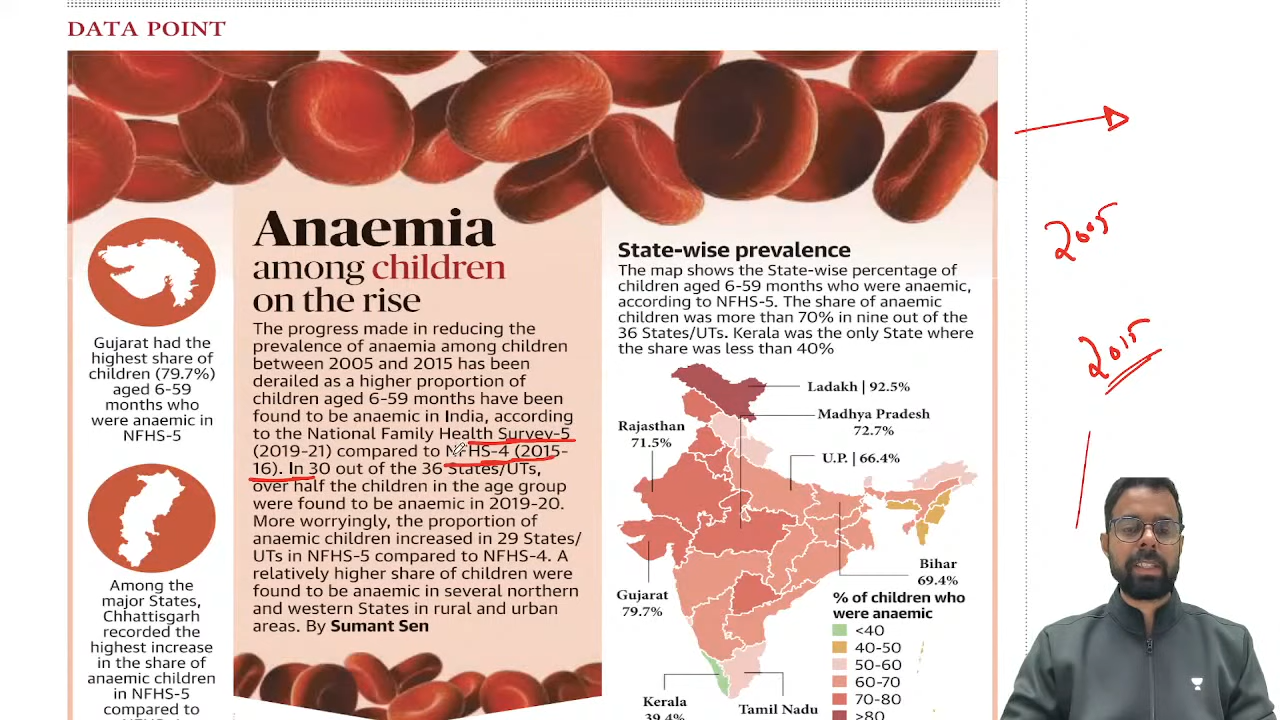 DATA POINT
Anaemia
among children
on the rise
The progress made in reducing the
prevalence of anaemia among children
between 2005 and 2015 has been
derailed as a higher proportion of
children aged 6-59 months have been
found to be anaemic in India, according
to the National Family Health Survey-5
(2019-21) compared to NFHS-4 (2015-
16). In 30 out of the 36 States/UTs,
over half the children in the age group
were found to be anaemic in 2019-20.
More worryingly, the proportion of
anaemic children increased in 29 States/
UTs in NFHS-5 compared to NFHS-4. A
relatively higher share of children were
found to be anaemic in several northern
and western States in rural and urban
areas. By Sumant Sen
Gujarat had the
highest share of
children (79.7%)
aged 6-59
months who
were anaemic in
NFHS-5
Among the
major States,
Chhattisgarh
recorded the
highest increase
in the share of
anaemic children
in NFHS-5
compared to
State-wise prevalence
The map shows the State-wise percentage of
children aged 6-59 months who were anaemic,
according to NFHS-5. The share of anaemic
children was more than 70% in nine out of the
36 States/UTs. Kerala was the only State where
the share was less than 40%
Ladakh | 92.5%
Madhya Pradesh
72.7%
Rajasthan
71.5%
U.P. | 66.4%
Bihar
69.4%
Gujarat
79.7%
Kerala
39.4%
Tamil Nadu
% of children who
were anaemic
<40
40-50
50-60
60-70
70-80
>80
2005
2015